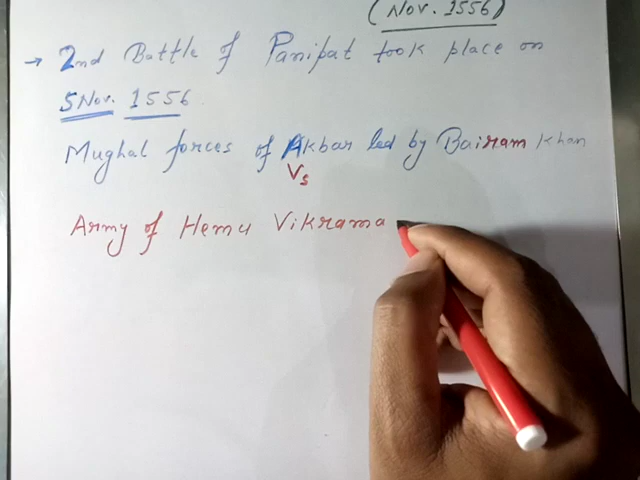 (Nov. 1556)
→ 2nd Battle of Panipat took place on
5 Nov. 1556
Mughal forces of Akbar led by Bairam Khan
Vs
Army of Hemu Vikrama